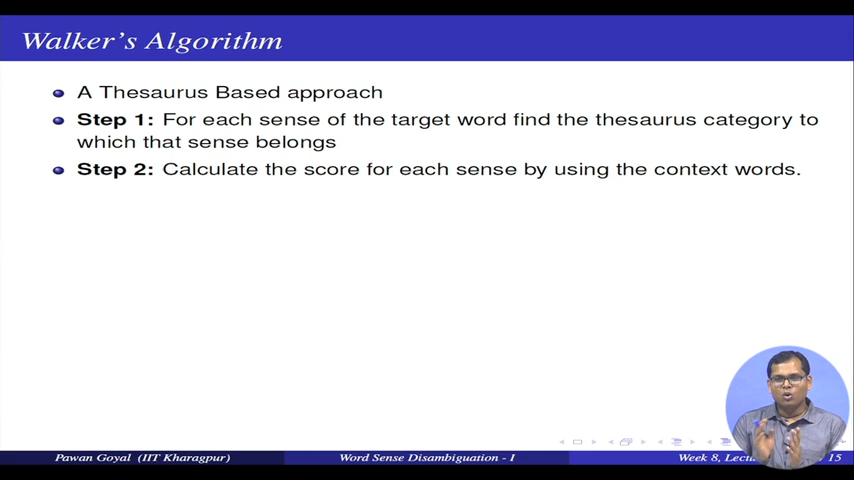 Walker's Algorithm
A Thesaurus Based approach
Step 1: For each sense of the target word find the thesaurus category to
which that sense belongs
Step 2: Calculate the score for each sense by using the context words.
Pawan Goyal (IIT Kharagpur) Word Sense Disambiguation - I Week 8, 15